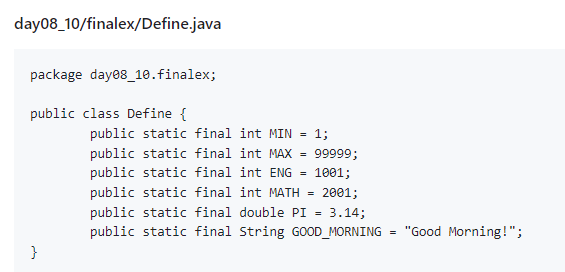 day08_10/finalex/Define.java
package day08_10.finalex;
public class Define {
public static final int MIN = 1;
public static final int MAX = 99999;
public static final int ENG = 1001;
public static final int MATH = 2001;
public static final double PI = 3.14;
public static final String GOOD_MORNING = "Good Morning!";
}